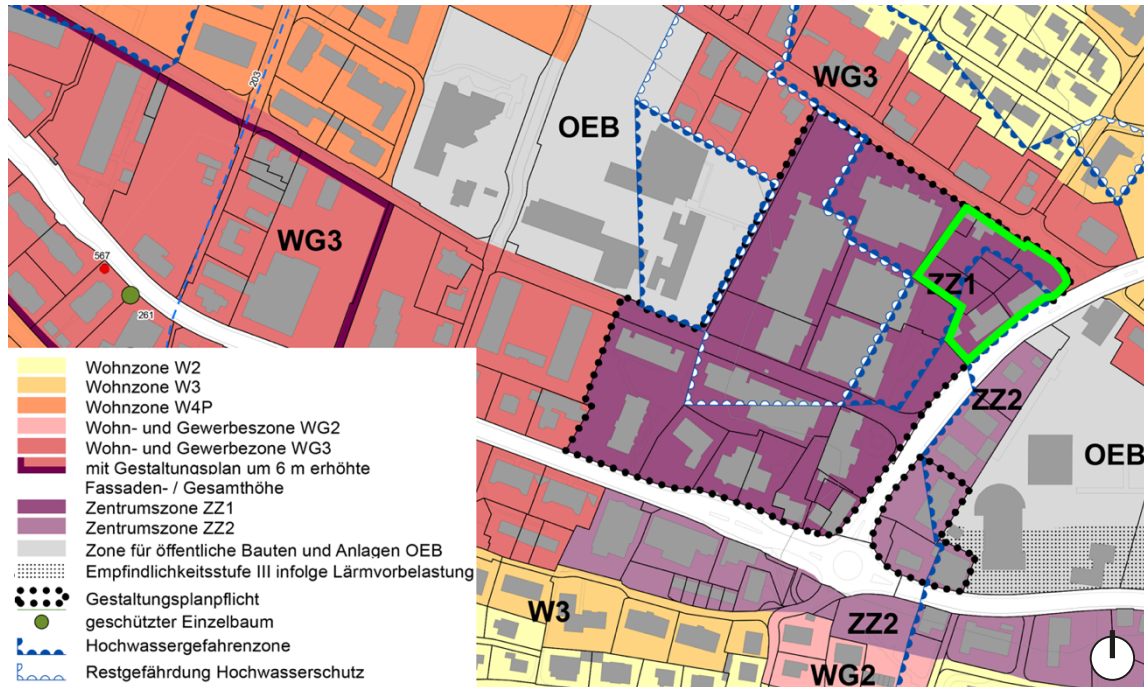 WG3
203
OEB
WG3
567
261
ZZ1
ZZ2
OEB
Wohnzone W2
Wohnzone W3
Wohnzone W4P
Wohn- und Gewerbeszone WG2
Wohn- und Gewerbezone WG3
mit Gestaltungsplan um 6 m erhöhte
Fassaden- / Gesamthöhe
Zentrumszone ZZ1
Zentrumszone ZZ2
Zone für öffentliche Bauten und Anlagen OEB
Empfindlichkeitsstufe III infolge Lärmvorbelastung
Gestaltungsplanpflicht
geschützter Einzelbaum
Hochwassergefahrenzone
Restgefährdung Hochwasserschutz
W3
ZZ2
WG2